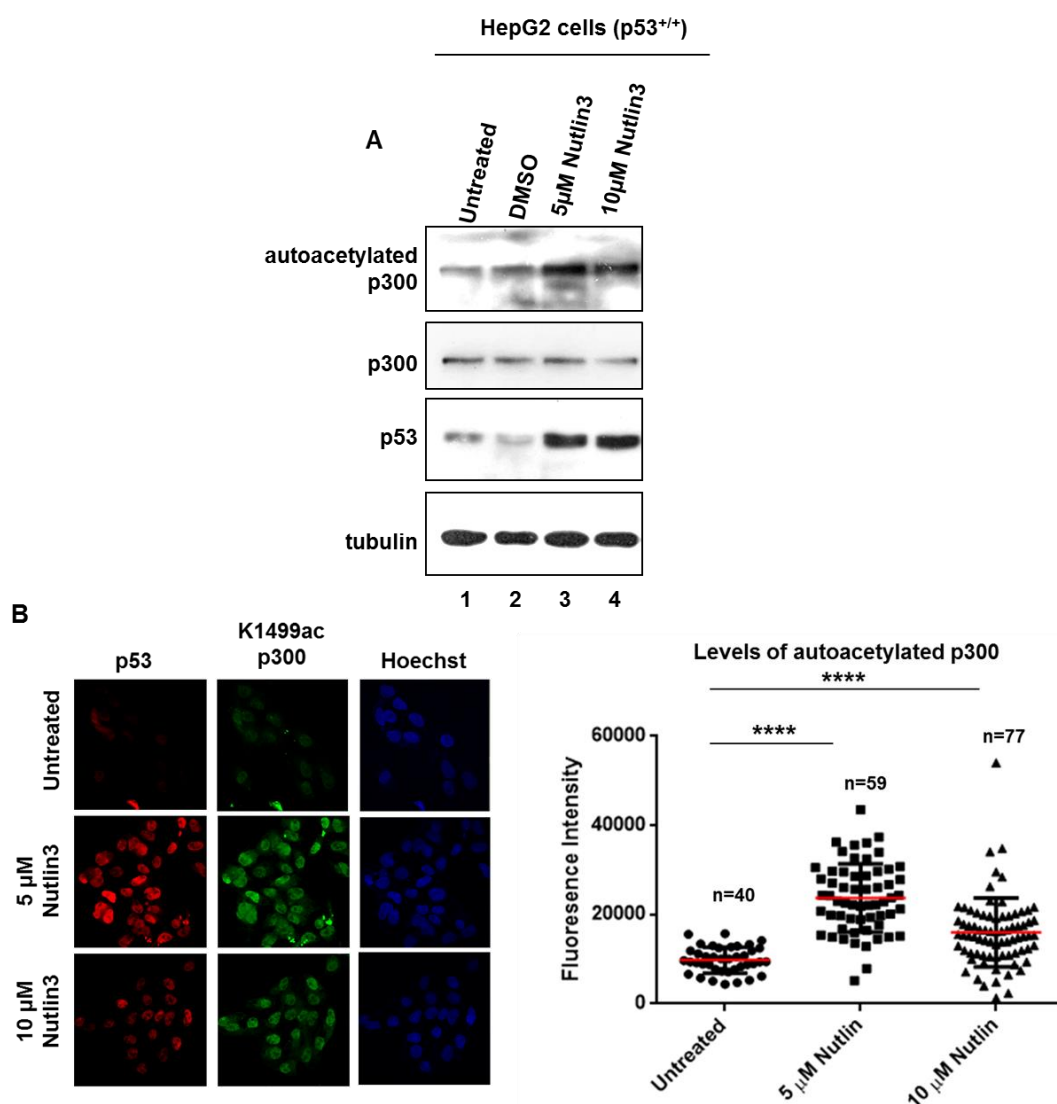 HepG2 cells (p53+/+)
A
Untreated
DMSO
5µM Nutlin3
10µM Nutlin3
autoacetylated
p300
p300
p53
tubulin
1 2 3 4
B
p53
K1499ac
p300
Hoechst
Untreated
5 µM
Nutlin3
10 µM
Nutlin3
Levels of autoacetylated p300
****
****
n=77
n=59
n=40
Fluorescence Intensity
60000
40000
20000
0
Untreated
5 µM Nutlin
10 µM Nutlin